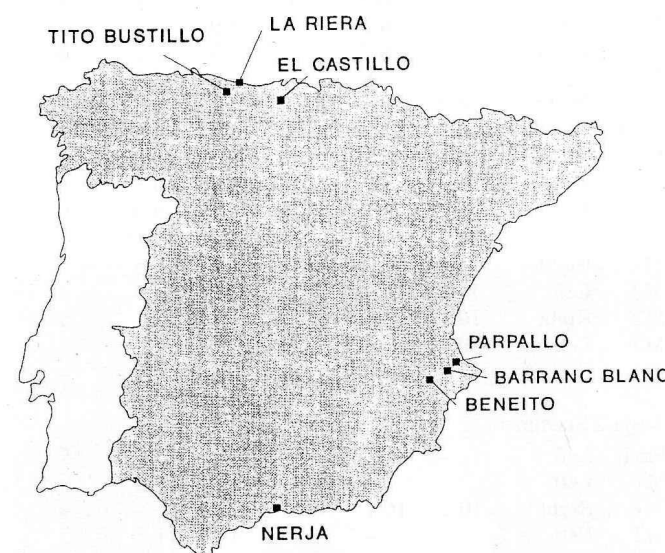 LA RIERA
TITO BUSTILLO
EL CASTILLO
PARPALLO
BARRANC BLANC
BENEITO
NERJA